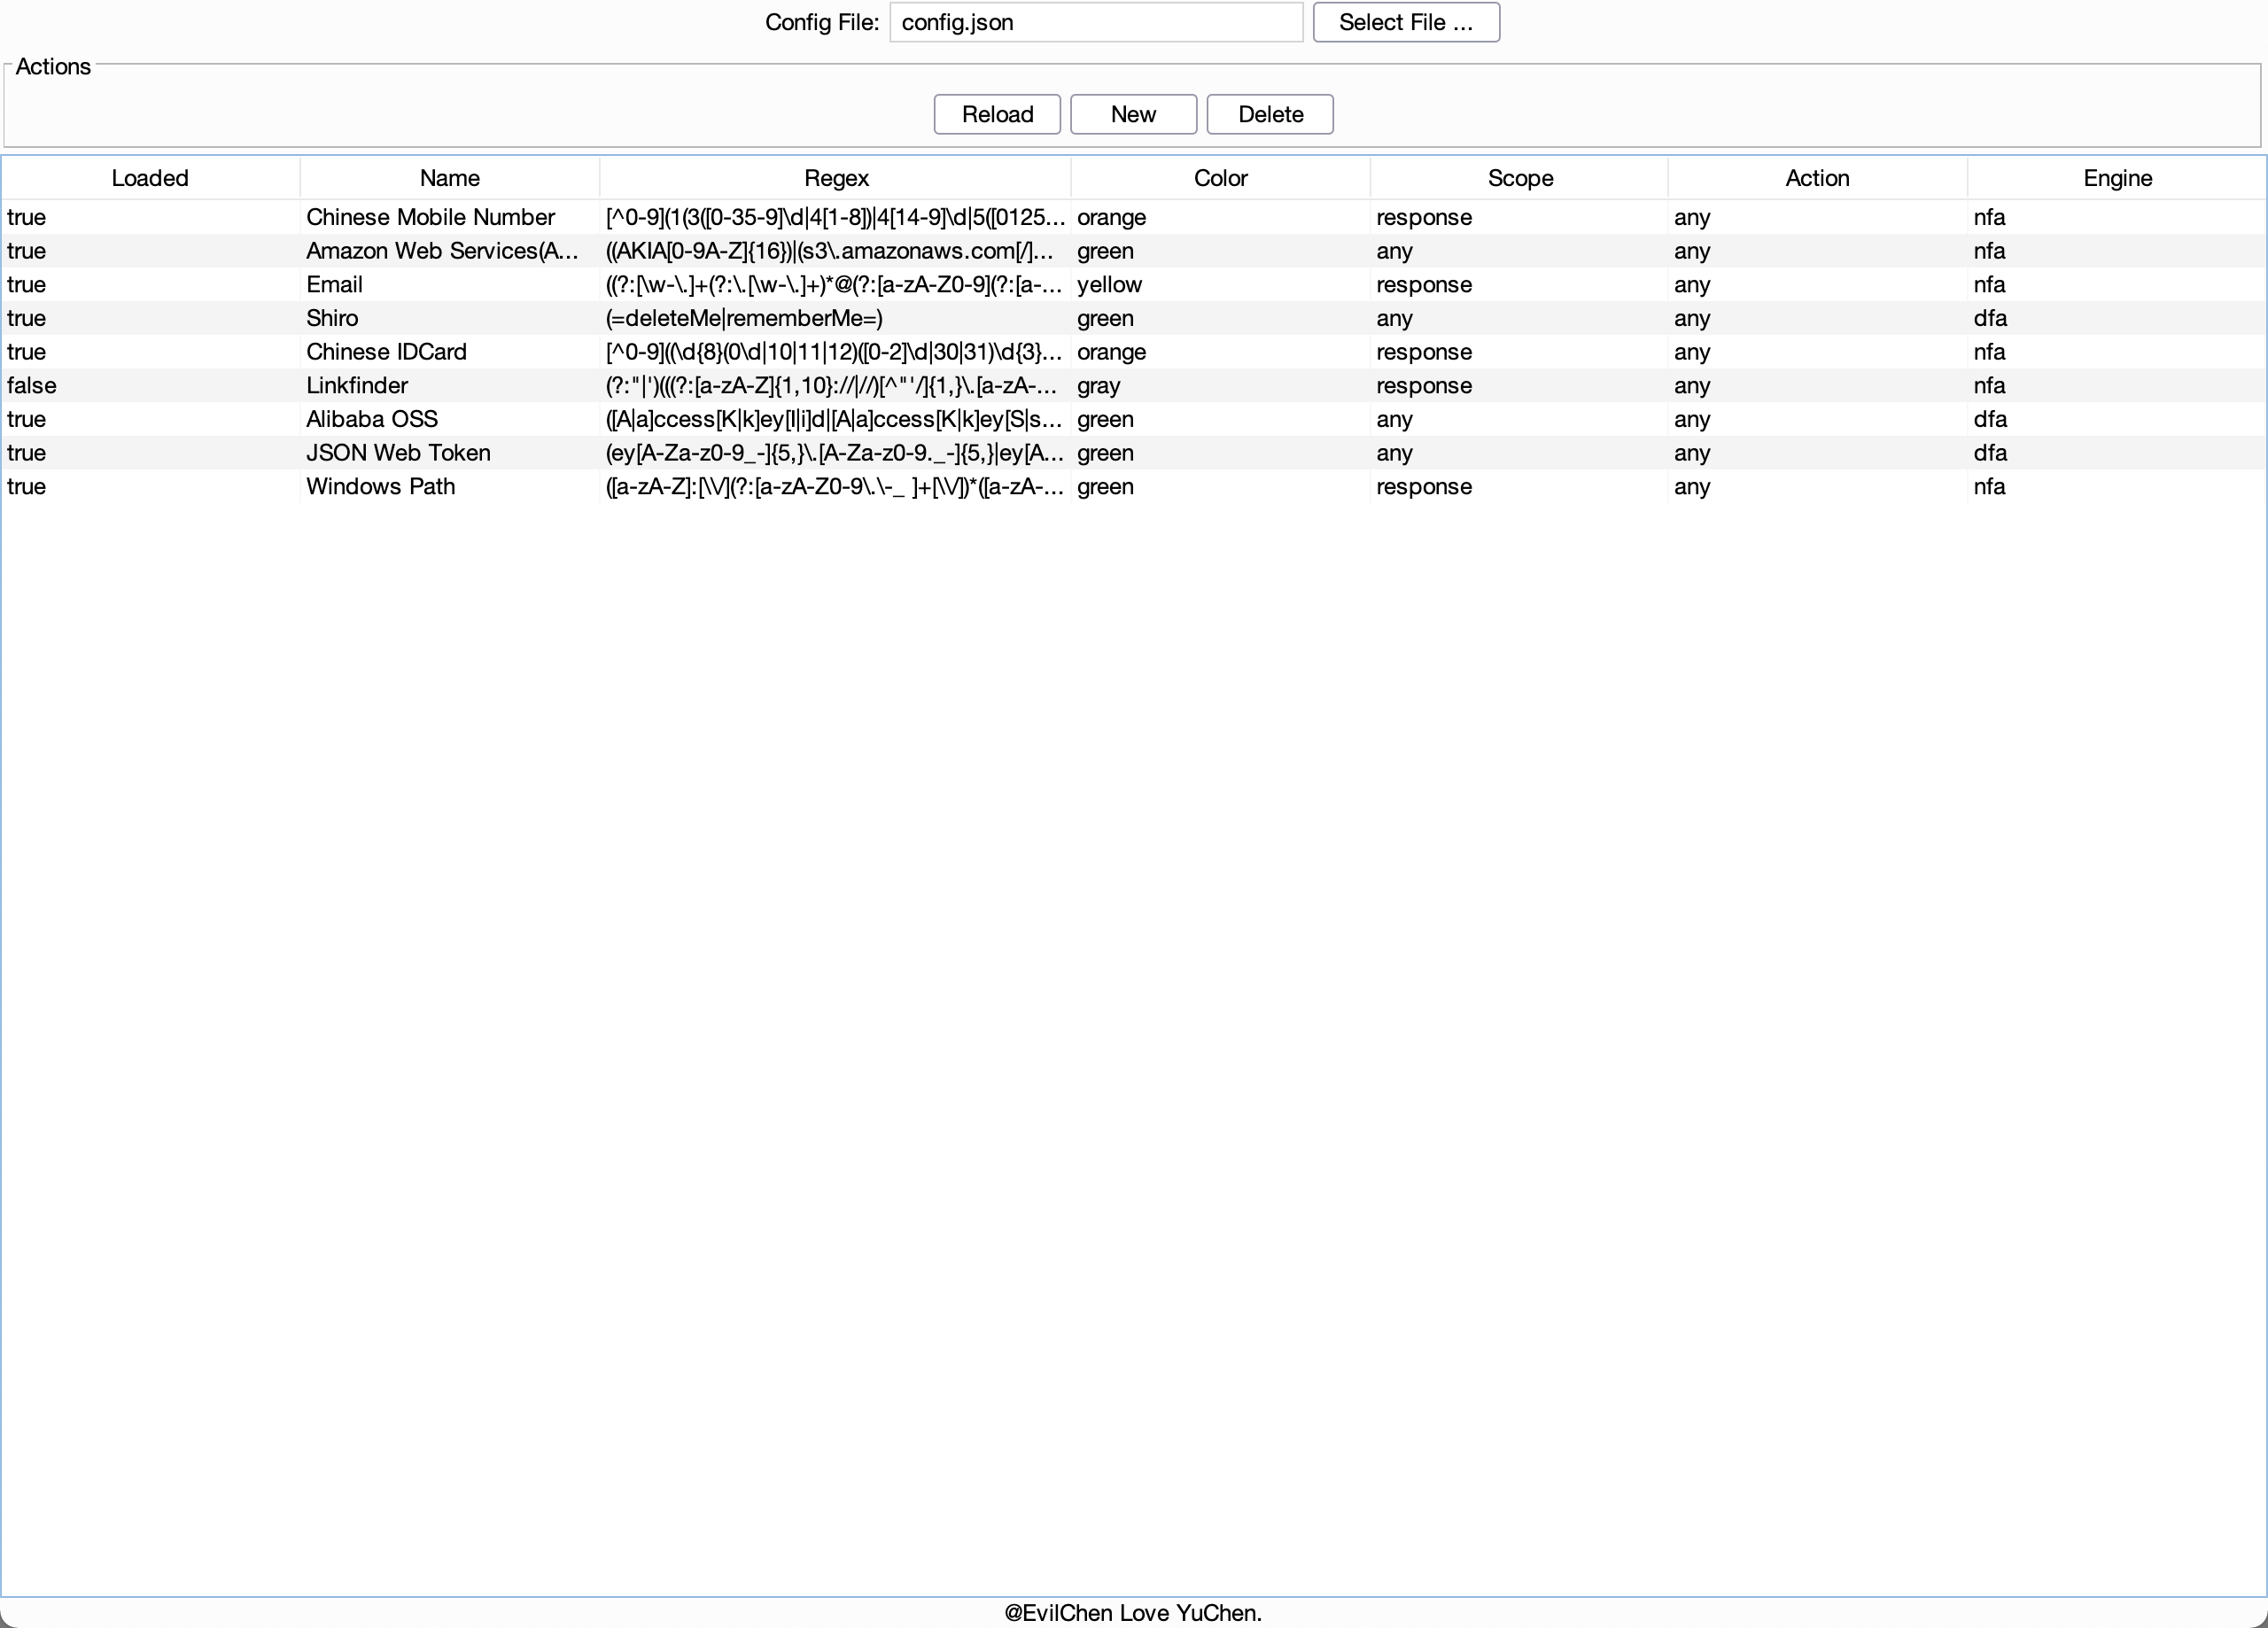 Config File: config.json Select File ...
Actions
Reload New Delete
Loaded Name Regex Color Scope Action Engine
true Chinese Mobile Number [^0-9](1(3([0-35-9]\d|4[1-8])|4[14-9]\d|5([0125... orange response any nfa
true Amazon Web Services(A... ((AKIA[0-9A-Z]{16})|(s3\.amazonaws.com[/]... green any any nfa
true Email ((?:[\w-\.]+(?:\.[\w-\.]+)*@(?:[a-zA-Z0-9](?:[a-... yellow response any nfa
true Shiro (=deleteMe|rememberMe=) green any any dfa
true Chinese IDCard [^0-9]((\d{8}(0\d|10|11|12)([0-2]\d|30|31)\d{3}... orange response any nfa
false Linkfinder (?:"|')(((?:[a-zA-Z]{1,10}://|//)[^"'/]{1,}\.[a-zA-... gray response any nfa
true Alibaba OSS ([A|a]ccess[K|k]ey[I|i]d|[A|a]ccess[K|k]ey[S|s... green any any dfa
true JSON Web Token (ey[A-Za-z0-9_-]{5,}\.[A-Za-z0-9._-]{5,}|ey[A... green any any dfa
true Windows Path ([a-zA-Z]:[\\/](?:[a-zA-Z0-9\.\-_ ]+[\\/])*([a-zA-... green response any nfa
@EvilChen Love YuChen.